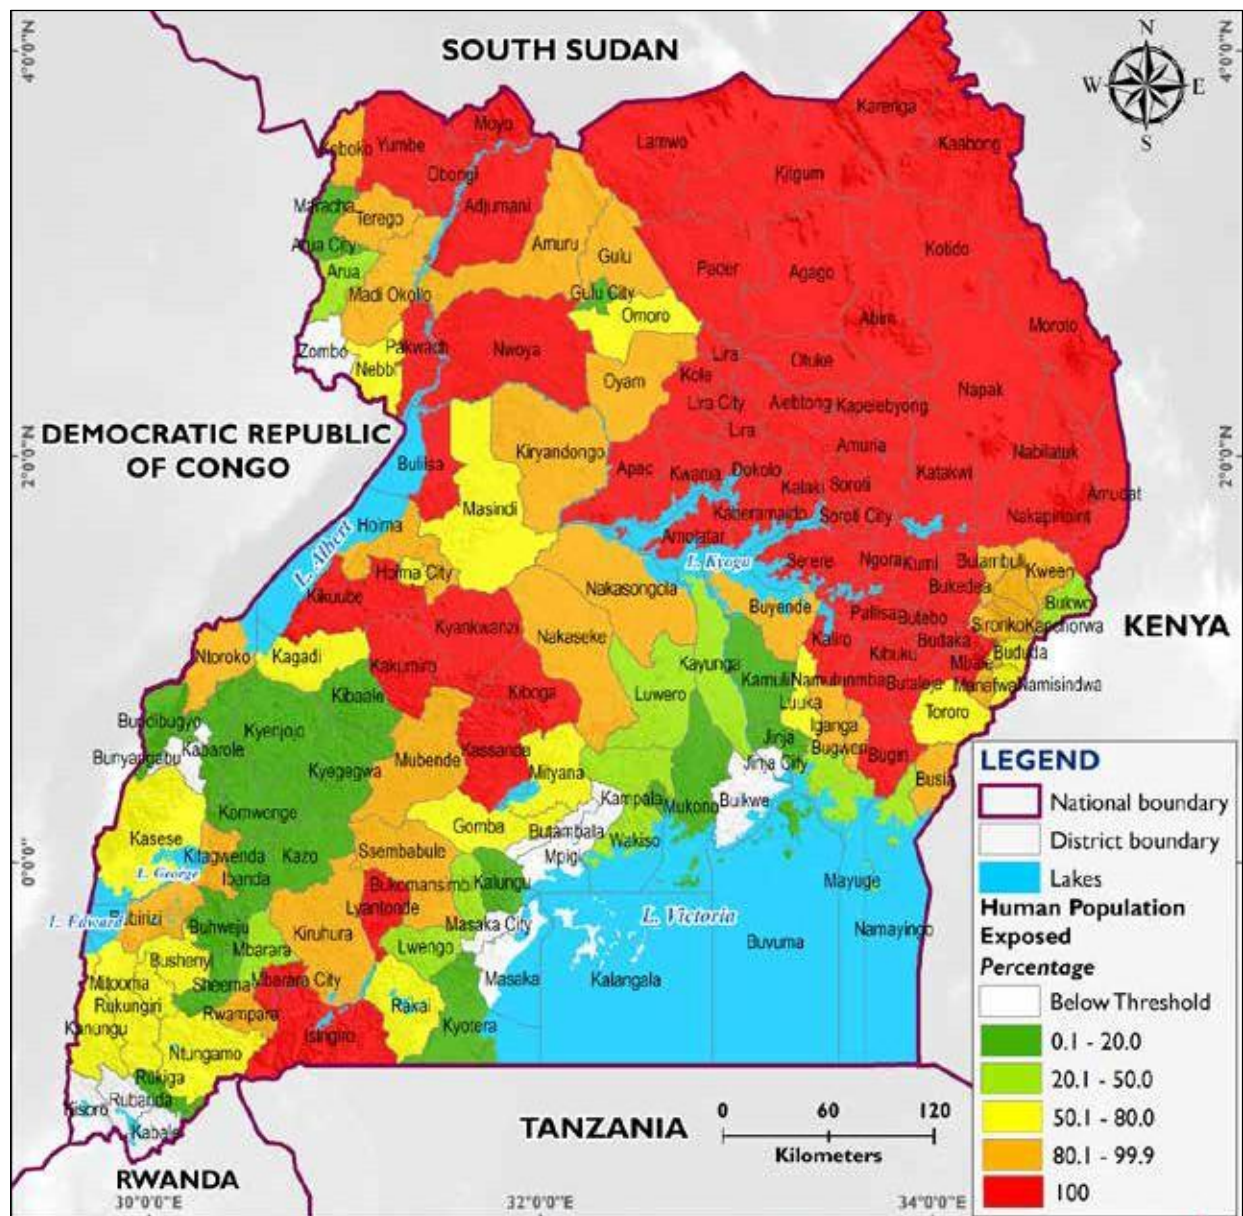 4°0'0"N
4°0'0"N
SOUTH SUDAN
N
W
E
S
Moyo
Karenga
Yumbe
Lamwo
Kaabong
Obongi
Kitgum
Maracha
Adjumani
Terego
Arua City
Amuru
Gulu
Kotido
Arua
Pader
Agago
Madi Okollo
Gulu City
Omoro
Abim
Moroto
Zombo
Pakwach
Nwoya
Lira
Otuke
Nebbi
Oyam
Kole
Napak
Lira City
Alebtong
Kapelebyong
DEMOCRATIC REPUBLIC
OF CONGO
2°0'0"N
2°0'0"N
Lira
Kiryandongo
Amuria
Nabilatuk
Buliisa
Apac
Kwania
Dokolo
Katakwi
Kalaki
Soroti
Amudat
Masindi
Kaberamaido
Soroti City
Nakapiripirit
Hoima
L. Albert
Amolatar
L. Kyoga
Serere
Ngora
Kumi
Bulambuli
Hoima City
Kween
Kikuube
Nakasongola
Bukedea
Bukwo
Buyende
Pallisa
Butebo
Sironko
Kapchorwa
KENYA
Kyankwanzi
Nakaseke
Kaliro
Budaka
Ntoroko
Kagadi
Kakumiro
Kayunga
Kibuku
Mbale
Bududa
Kamuli
Namutumba
Butaleja
Manafwa
Namisindwa
Kibaale
Kiboga
Luwero
Luuka
Tororo
Bundibugyo
Kyenjojo
Iganga
Bunyangabu
Kabarole
Kassanda
Jinja
Bugweri
Bugiri
Kyegegwa
Mubende
Mityana
Jinja City
Busia
Kamwenge
Kampala
Mukono
Buikwe
Kasese
Gomba
Butambala
Wakiso
Kitagwenda
Kazo
Ssembabule
Mpigi
L. George
Ibanda
Bukomansimbi
Kalungu
Mayuge
Lyantonde
L. Edward
Rubirizi
Buhweju
Masaka City
L. Victoria
Namayingo
Kiruhura
Mbarara
Lwengo
Buvuma
Bushenyi
Mitooma
Sheema
Mbarara City
Masaka
Kalangala
Rukungiri
Rwampara
Rakai
Kanungu
Isingiro
Kyotera
Ntungamo
Rukiga
Rubanda
Kisoro
Kabale
0°0'0"
0°0'0"
LEGEND
National boundary
District boundary
Lakes
Human Population
Exposed
Percentage
Below Threshold
0.1 - 20.0
20.1 - 50.0
50.1 - 80.0
80.1 - 99.9
100
TANZANIA
0 60 120
Kilometers
RWANDA
30°0'0"E
32°0'0"E
34°0'0"E